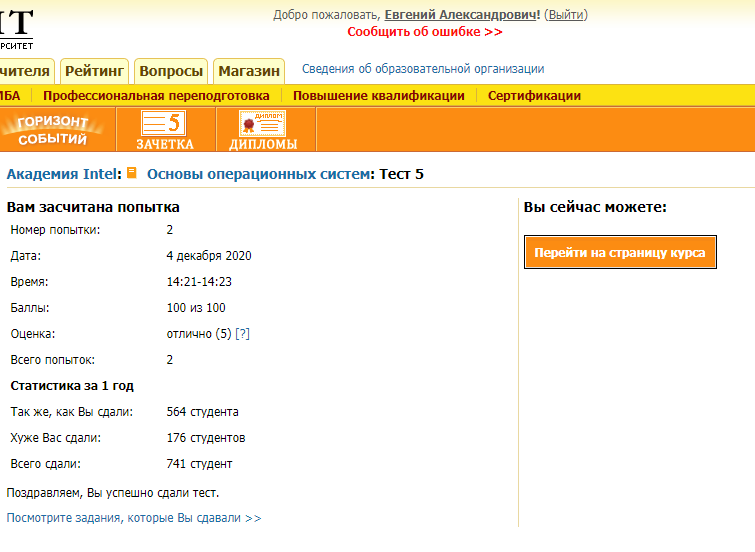 ИТ
РСИТЕТ
Добро пожаловать, Евгений Александрович! (Выйти)
Сообщить об ошибке >>
чителя Рейтинг Вопросы Магазин Сведения об образовательной организации
МБА Профессиональная переподготовка Повышение квалификации Сертификации
ГОРИЗОНТ СОБЫТИЙ
5 ЗАЧЕТКА
ДИПЛОМ ДИПЛОМЫ
Академия Intel: Основы операционных систем: Тест 5
Вам засчитана попытка
Номер попытки: 2
Дата: 4 декабря 2020
Время: 14:21-14:23
Баллы: 100 из 100
Оценка: отлично (5) [?]
Всего попыток: 2
Статистика за 1 год
Так же, как Вы сдали: 564 студента
Хуже Вас сдали: 176 студентов
Всего сдали: 741 студент
Поздравляем, Вы успешно сдали тест.
Посмотрите задания, которые Вы сдавали >>
Вы сейчас можете:
Перейти на страницу курса